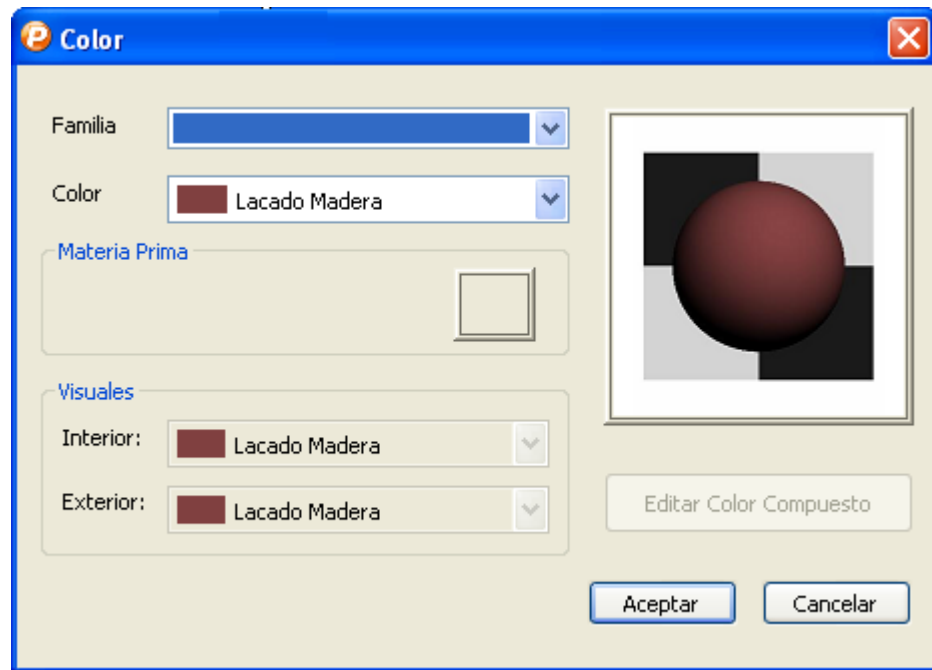 Color
Familia
Color
Lacado Madera
Materia Prima
Visuales
Interior:
Lacado Madera
Exterior:
Lacado Madera
Editar Color Compuesto
Aceptar
Cancelar